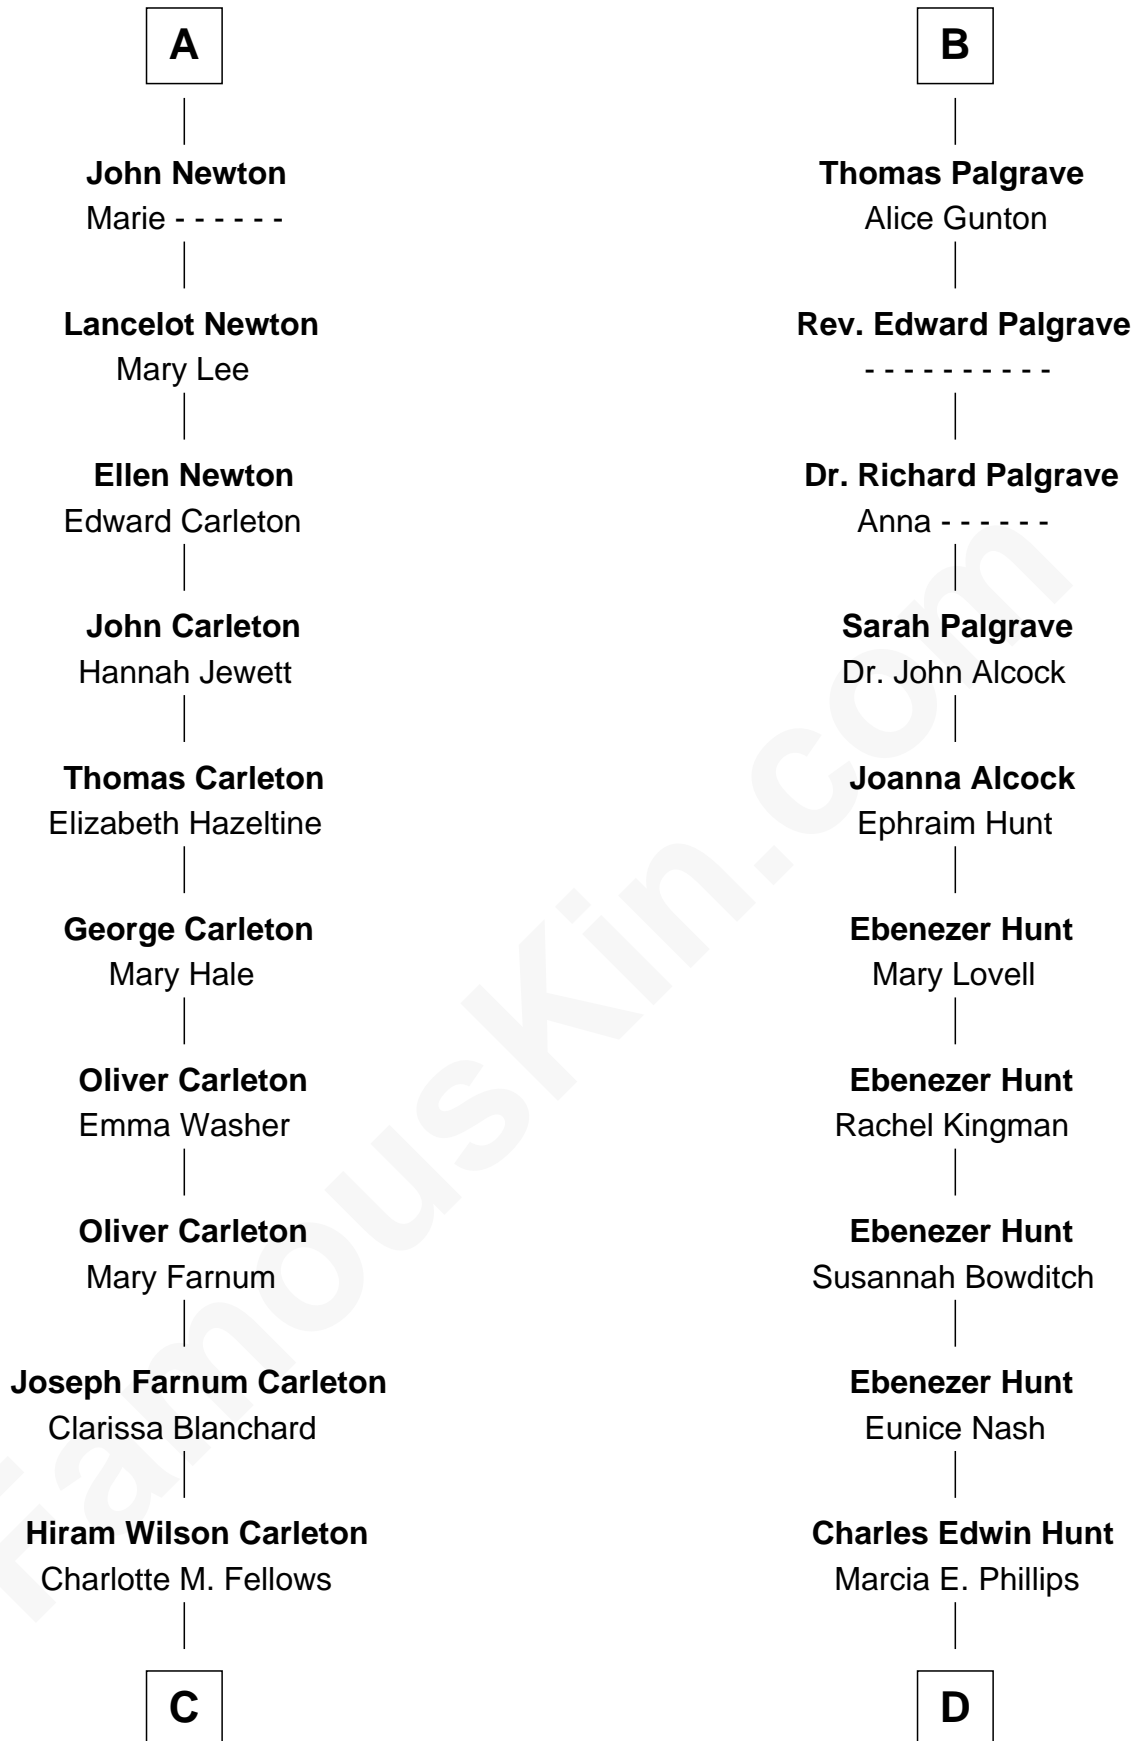 A
John Newton
Marie - - - - - -
Lancelot Newton
Mary Lee
Ellen Newton
Edward Carleton
John Carleton
Hannah Jewett
Thomas Carleton
Elizabeth Hazeltine
George Carleton
Mary Hale
Oliver Carleton
Emma Washer
Oliver Carleton
Mary Farnum
Joseph Farnum Carleton
Clarissa Blanchard
Hiram Wilson Carleton
Charlotte M. Fellows
C
B
Thomas Palgrave
Alice Gunton
Rev. Edward Palgrave
- - - - - - - - - -
Dr. Richard Palgrave
Anna - - - - - -
Sarah Palgrave
Dr. John Alcock
Joanna Alcock
Ephraim Hunt
Ebenezer Hunt
Mary Lovell
Ebenezer Hunt
Rachel Kingman
Ebenezer Hunt
Susannah Bowditch
Ebenezer Hunt
Eunice Nash
Charles Edwin Hunt
Marcia E. Phillips
D
FamousKin.com